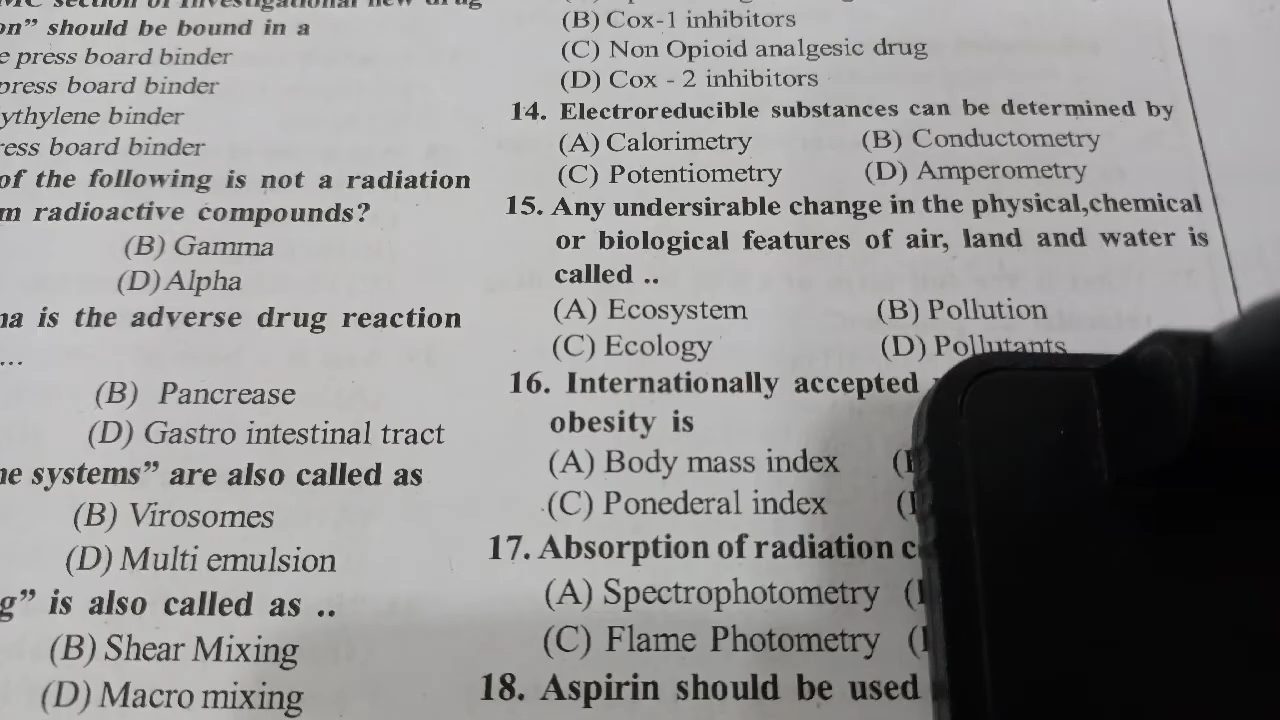 on” should be bound in a
e press board binder
press board binder
ythylene binder
ress board binder
of the following is not a radiation
m radioactive compounds?
(B) Gamma
(D) Alpha
na is the adverse drug reaction
...
(B) Pancrease
(D) Gastro intestinal tract
ne systems” are also called as
(B) Virosomes
(D) Multi emulsion
g” is also called as ..
(B) Shear Mixing
(D) Macro mixing
(B) Cox-1 inhibitors
(C) Non Opioid analgesic drug
(D) Cox - 2 inhibitors
14. Electroreducible substances can be determined by
(A) Calorimetry (B) Conductometry
(C) Potentiometry (D) Amperometry
15. Any undersirable change in the physical,chemical
or biological features of air, land and water is
called ..
(A) Ecosystem (B) Pollution
(C) Ecology (D) Pollutants
16. Internationally accepted
obesity is
(A) Body mass index
(C) Ponederal index
17. Absorption of radiation
(A) Spectrophotometry
(C) Flame Photometry
18. Aspirin should be used